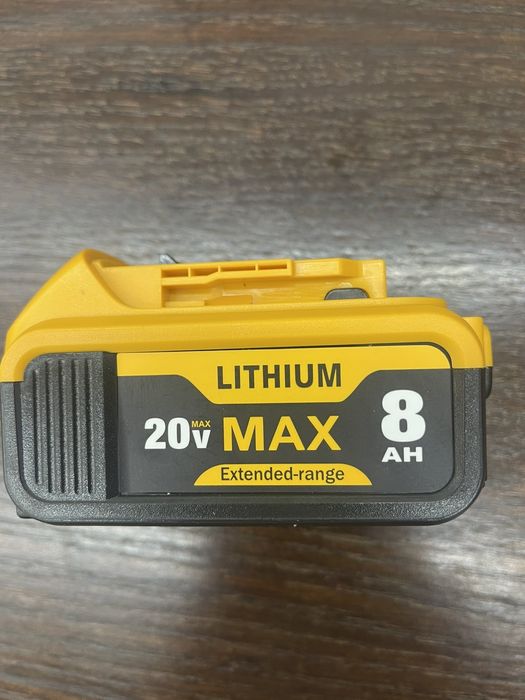 LITHIUM
20V MAX MAX
Extended-range
8
AH